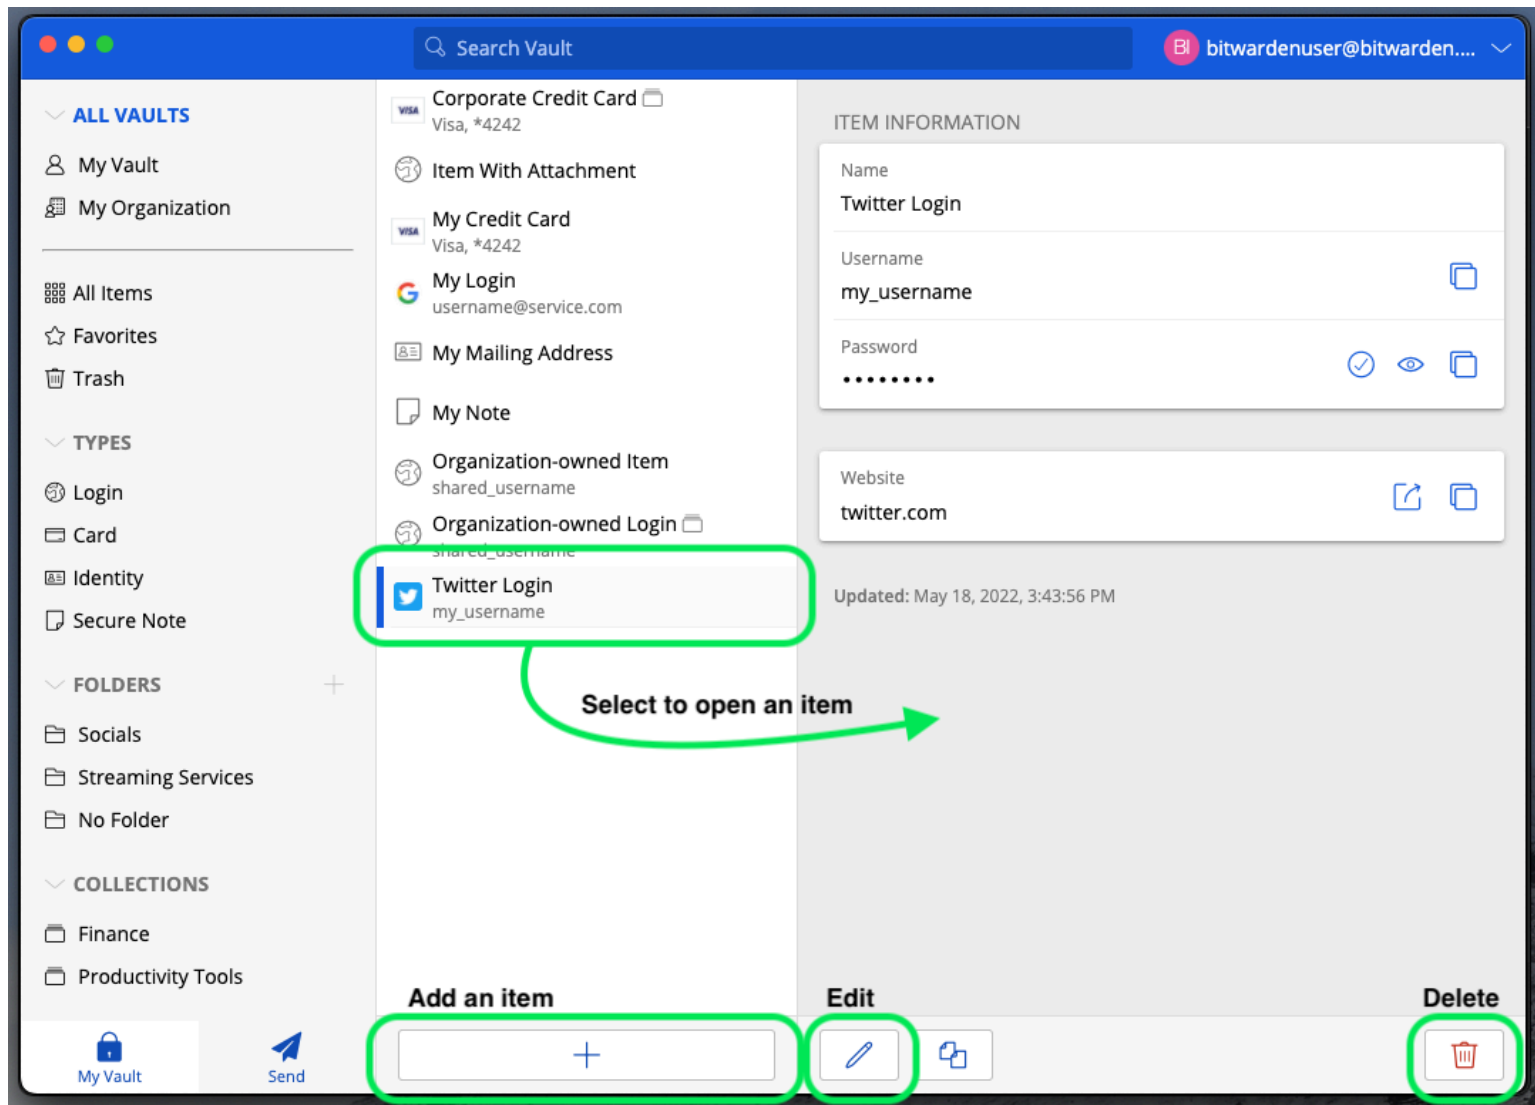 Search Vault
BI
bitwardenuser@bitwarden....
ALL VAULTS
My Vault
My Organization
All Items
Favorites
Trash
TYPES
Login
Card
Identity
Secure Note
FOLDERS
Socials
Streaming Services
No Folder
COLLECTIONS
Finance
Productivity Tools
My Vault
Send
VISA
Corporate Credit Card
Visa, *4242
Item With Attachment
VISA
My Credit Card
Visa, *4242
My Login
username@service.com
My Mailing Address
My Note
Organization-owned Item
shared_username
Organization-owned Login
shared_username
Twitter Login
my_username
Select to open an item
Add an item
ITEM INFORMATION
Name
Twitter Login
Username
my_username
Password
••••••••
Website
twitter.com
Updated: May 18, 2022, 3:43:56 PM
Edit
Delete